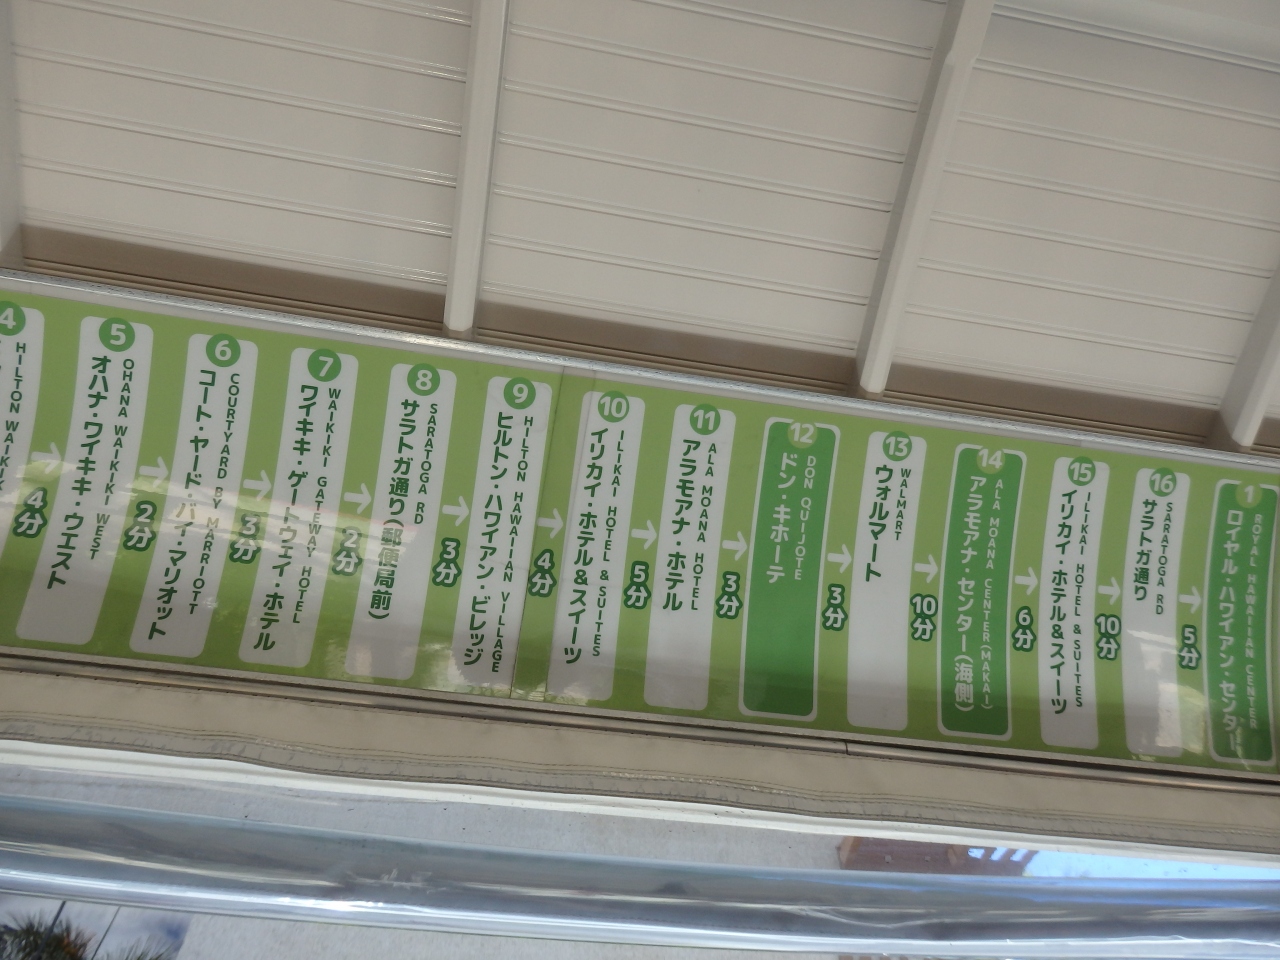 4
HILTON WAIKIKI
4分
5
OHANA WAIKIKI WEST
オハナ・ワイキキ・ウエスト
2分
6
COURTYARD BY MARRIOTT
コート・ヤード・バイ・マリオット
3分
7
WAIKIKI GATEWAY HOTEL
ワイキキ・ゲートウェイ・ホテル
2分
8
SARATOGA RD
サラトガ通り(郵便局前)
3分
9
HILTON HAWAIIAN VILLAGE
ヒルトン・ハワイアン・ビレッジ
4分
10
ILIKAI HOTEL & SUITES
イリカイ・ホテル&スイーツ
5分
11
ALA MOANA HOTEL
アラモアナ・ホテル
3分
12
DON QUIJOTE
ドン・キホーテ
3分
13
WALMART
ウォルマート
10分
14
ALA MOANA CENTER (MAKAI)
アラモアナ・センター(海側)
6分
15
ILIKAI HOTEL & SUITES
イリカイ・ホテル&スイーツ
10分
16
SARATOGA RD
サラトガ通り
5分
1
ROYAL HAWAIIAN CENTER
ロイヤル・ハワイアン・センター